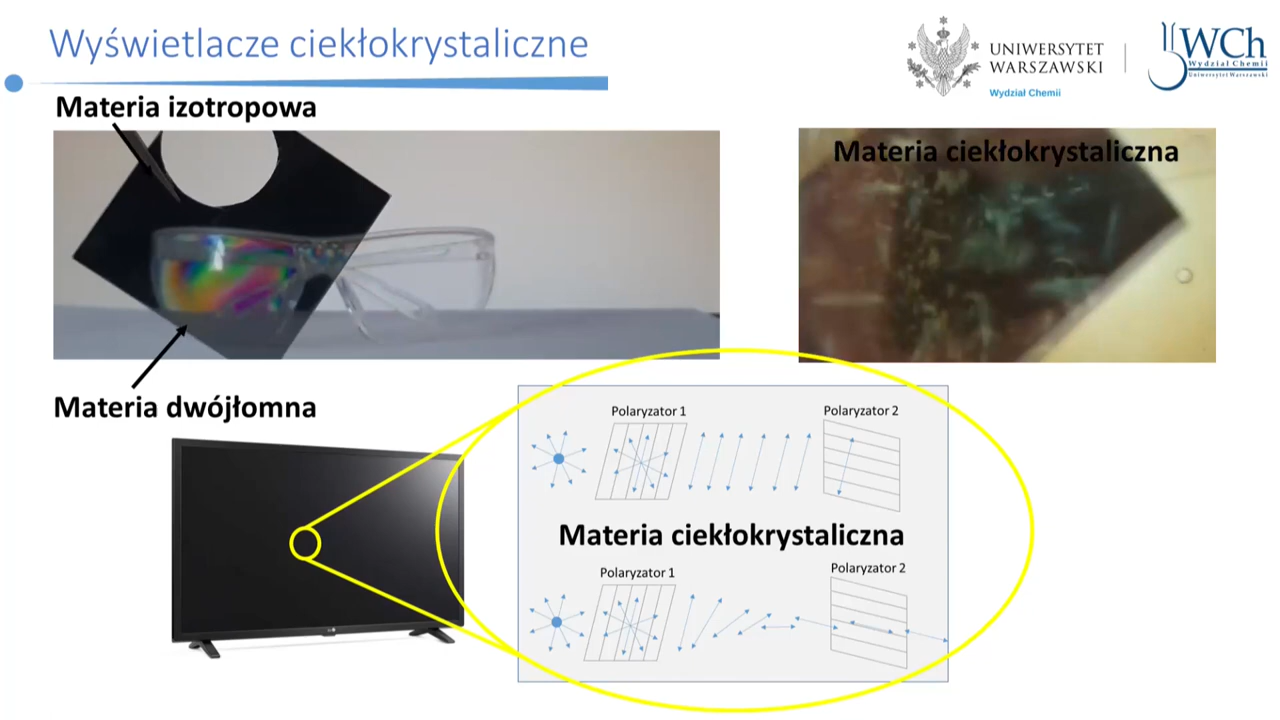 Wyświetlacze ciekłokrystaliczne
UNIWERSYTET
WARSZAWSKI
Wydział Chemii
WCh
Wydział Chemii
Uniwersytet Warszawski
Materia izotropowa
Materia ciekłokrystaliczna
Materia dwójłomna
Polaryzator 1
Polaryzator 2
Materia ciekłokrystaliczna
Polaryzator 1
Polaryzator 2